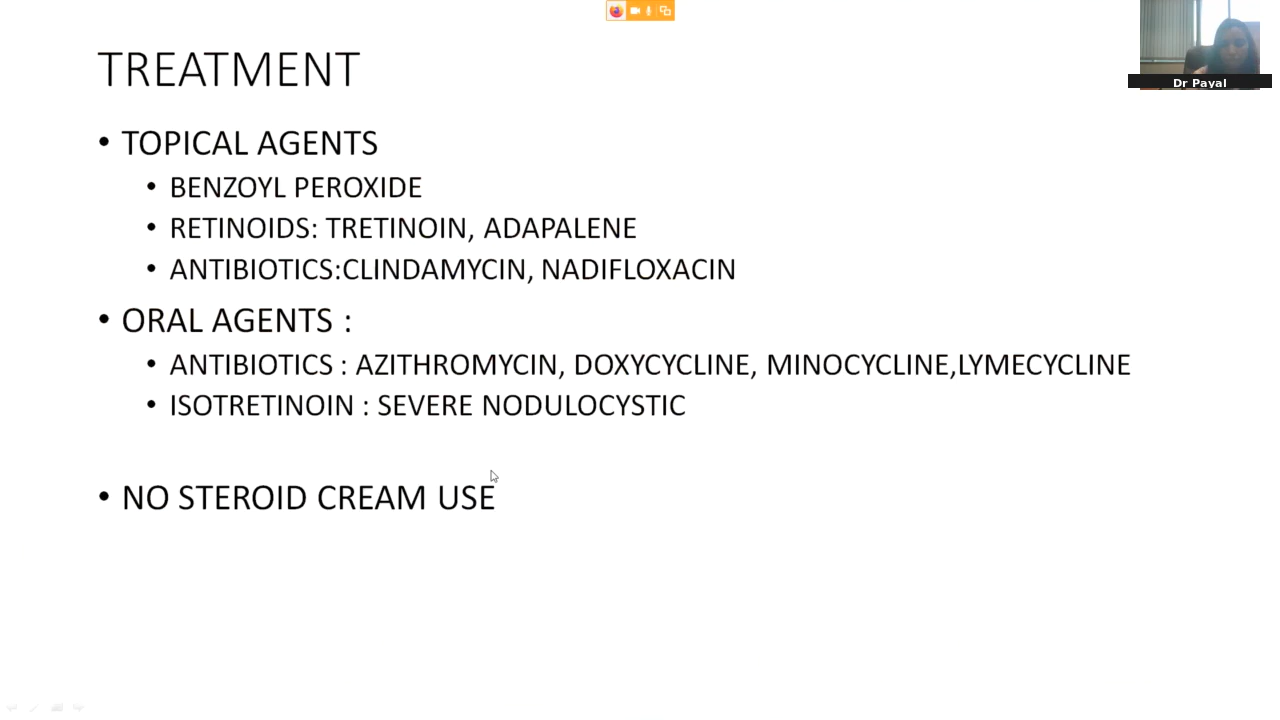 Dr Payal
TREATMENT
• TOPICAL AGENTS
• BENZOYL PEROXIDE
• RETINOIDS: TRETINOIN, ADAPALENE
• ANTIBIOTICS:CLINDAMYCIN, NADIFLOXACIN
• ORAL AGENTS :
• ANTIBIOTICS : AZITHROMYCIN, DOXYCYCLINE, MINOCYCLINE,LYMECYCLINE
• ISOTRETINOIN : SEVERE NODULOCYSTIC
• NO STEROID CREAM USE